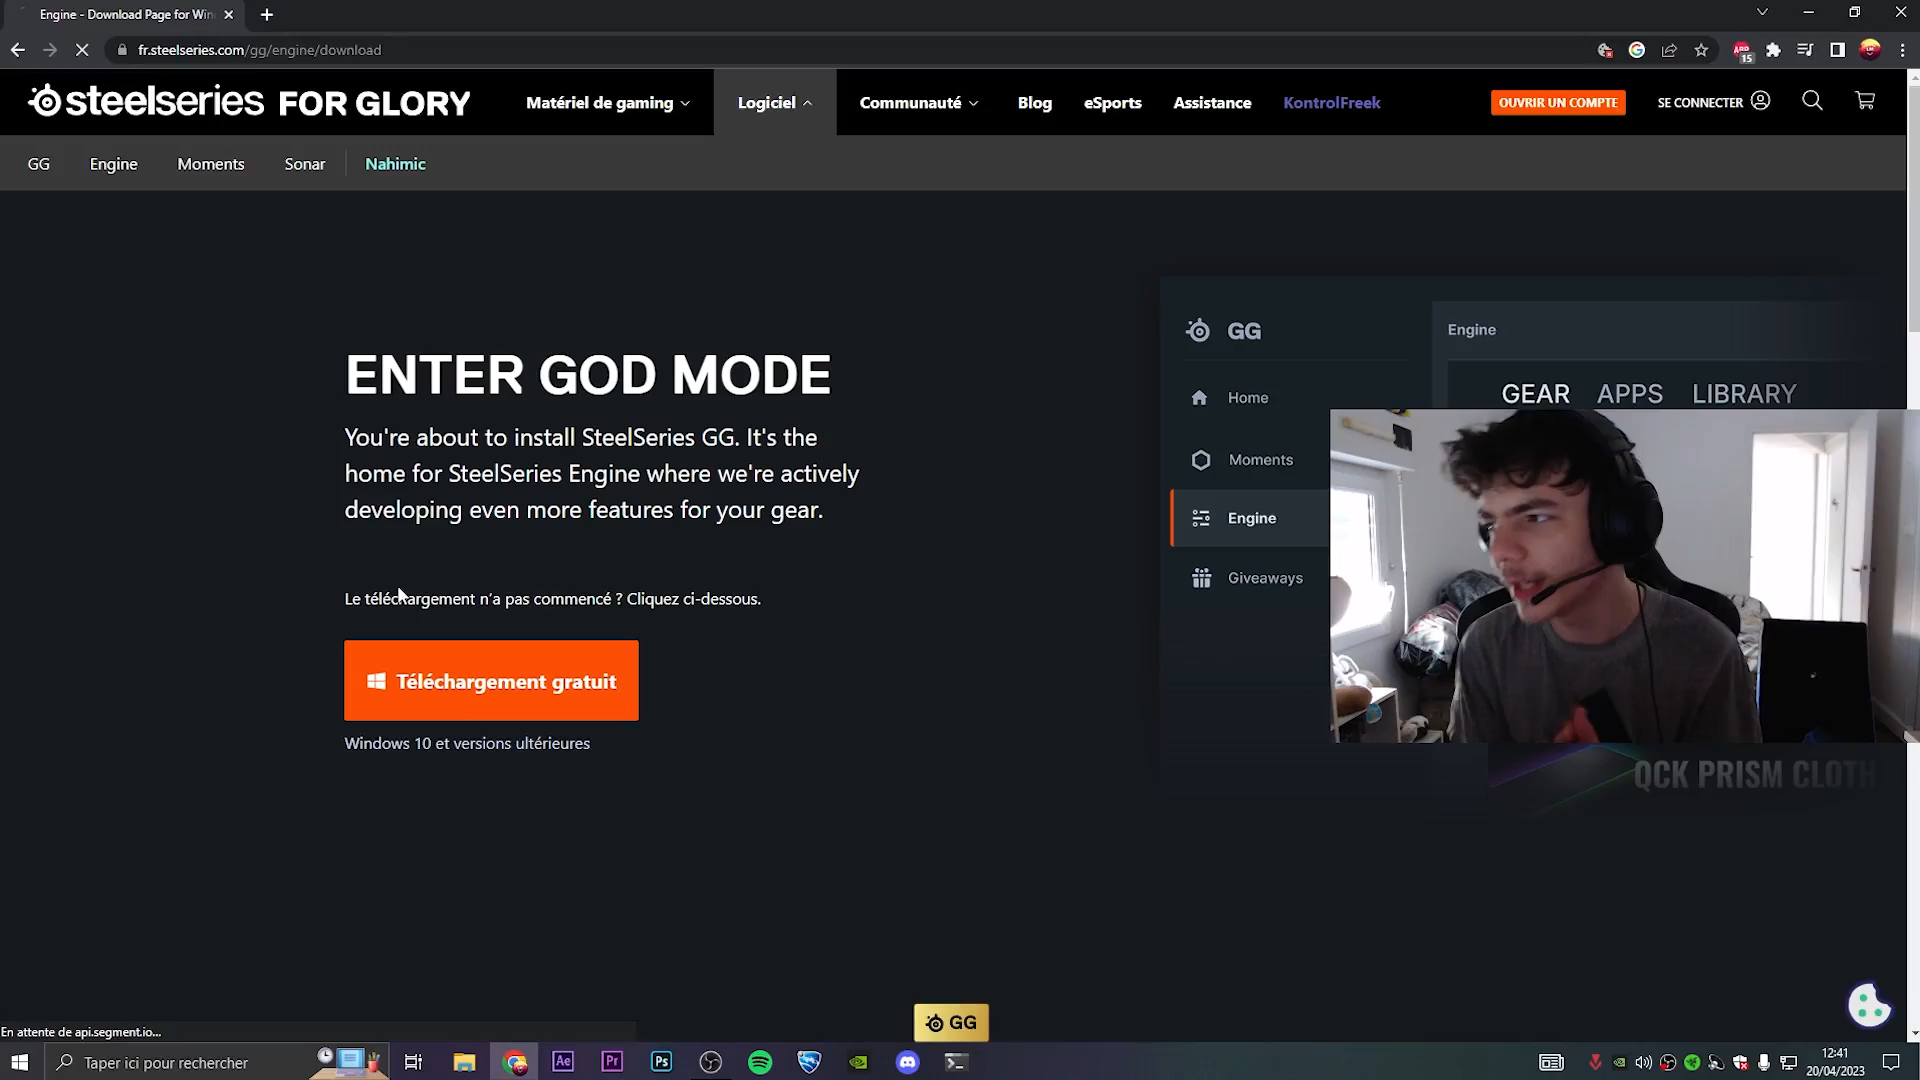 Engine - Download Page for Win
fr.steelseries.com/gg/engine/download
15
steelseries FOR GLORY
Matériel de gaming
Logiciel
Communauté
Blog
eSports
Assistance
KontrolFreek
OUVRIR UN COMPTE
SE CONNECTER
GG
Engine
Moments
Sonar
Nahimic
ENTER GOD MODE
You're about to install SteelSeries GG. It's the
home for SteelSeries Engine where we're actively
developing even more features for your gear.
Le téléchargement n'a pas commencé ? Cliquez ci-dessous.
Téléchargement gratuit
Windows 10 et versions ultérieures
GG
Home
Moments
Engine
Giveaways
Engine
GEAR APPS LIBRARY
QCK PRISM CLOTH
GG
En attente de api.segment.io...
Taper ici pour rechercher
Ae
Pr
Ps
12:41
20/04/2023